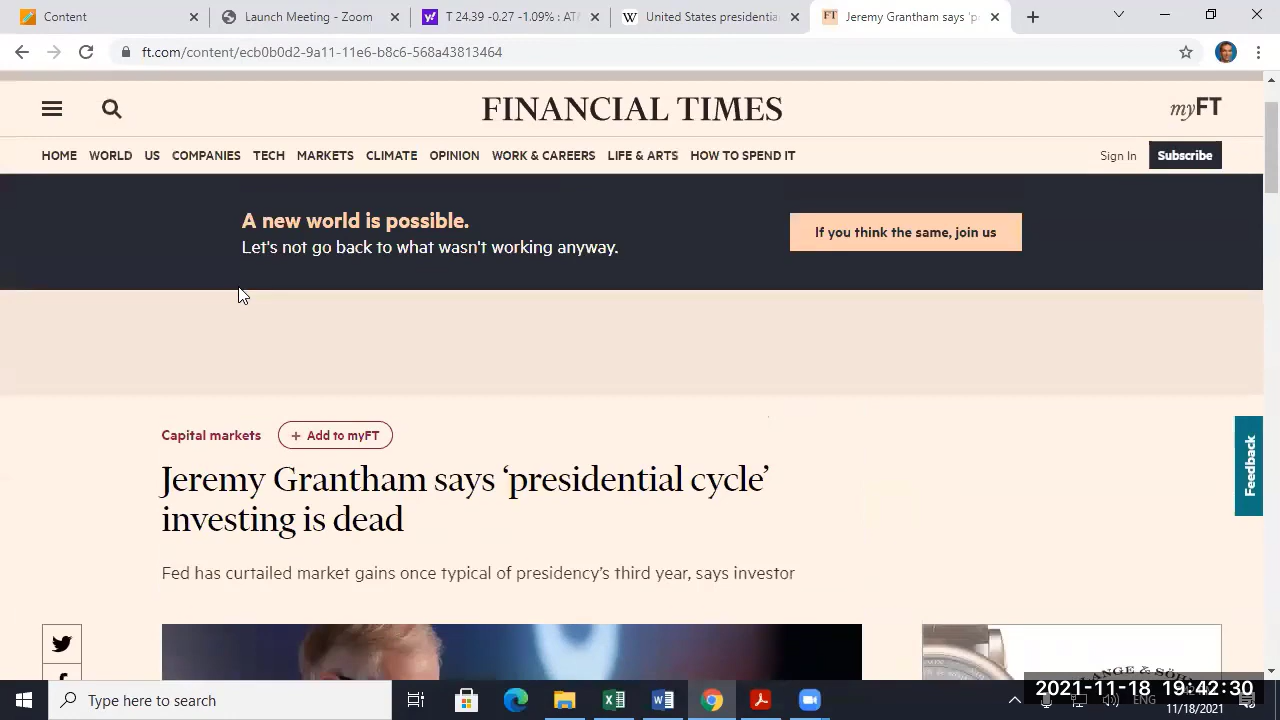 Content
Launch Meeting - Zoom
T 24.39 -0.27 -1.09% : AT
United States presidentia
FT
Jeremy Grantham says 'p
ft.com/content/ecb0b0d2-9a11-11e6-b8c6-568a43813464
FINANCIAL TIMES
myFT
HOME WORLD US COMPANIES TECH MARKETS CLIMATE OPINION WORK & CAREERS LIFE & ARTS HOW TO SPEND IT
Sign In Subscribe
A new world is possible.
Let's not go back to what wasn't working anyway.
If you think the same, join us
Capital markets
+ Add to myFT
Jeremy Grantham says ‘presidential cycle’
investing is dead
Fed has curtailed market gains once typical of presidency’s third year, says investor
Feedback
LANGE & SÖH
Type here to search
2021-11-18 19:42:30
ENG
11/18/2021